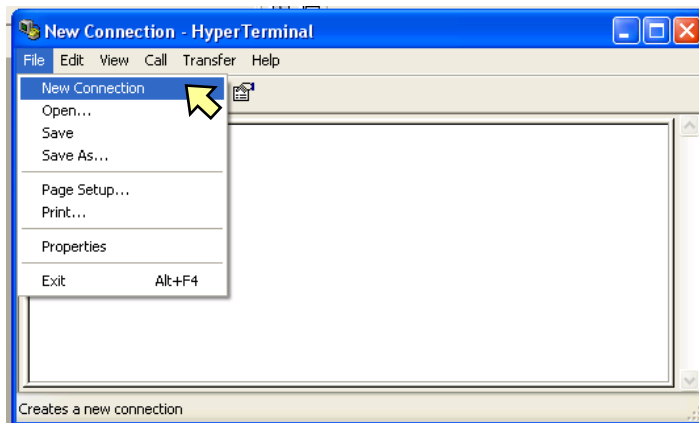 New Connection - HyperTerminal
File Edit View Call Transfer Help
New Connection
Open...
Save
Save As...
Page Setup...
Print...
Properties
Exit Alt+F4
Creates a new connection